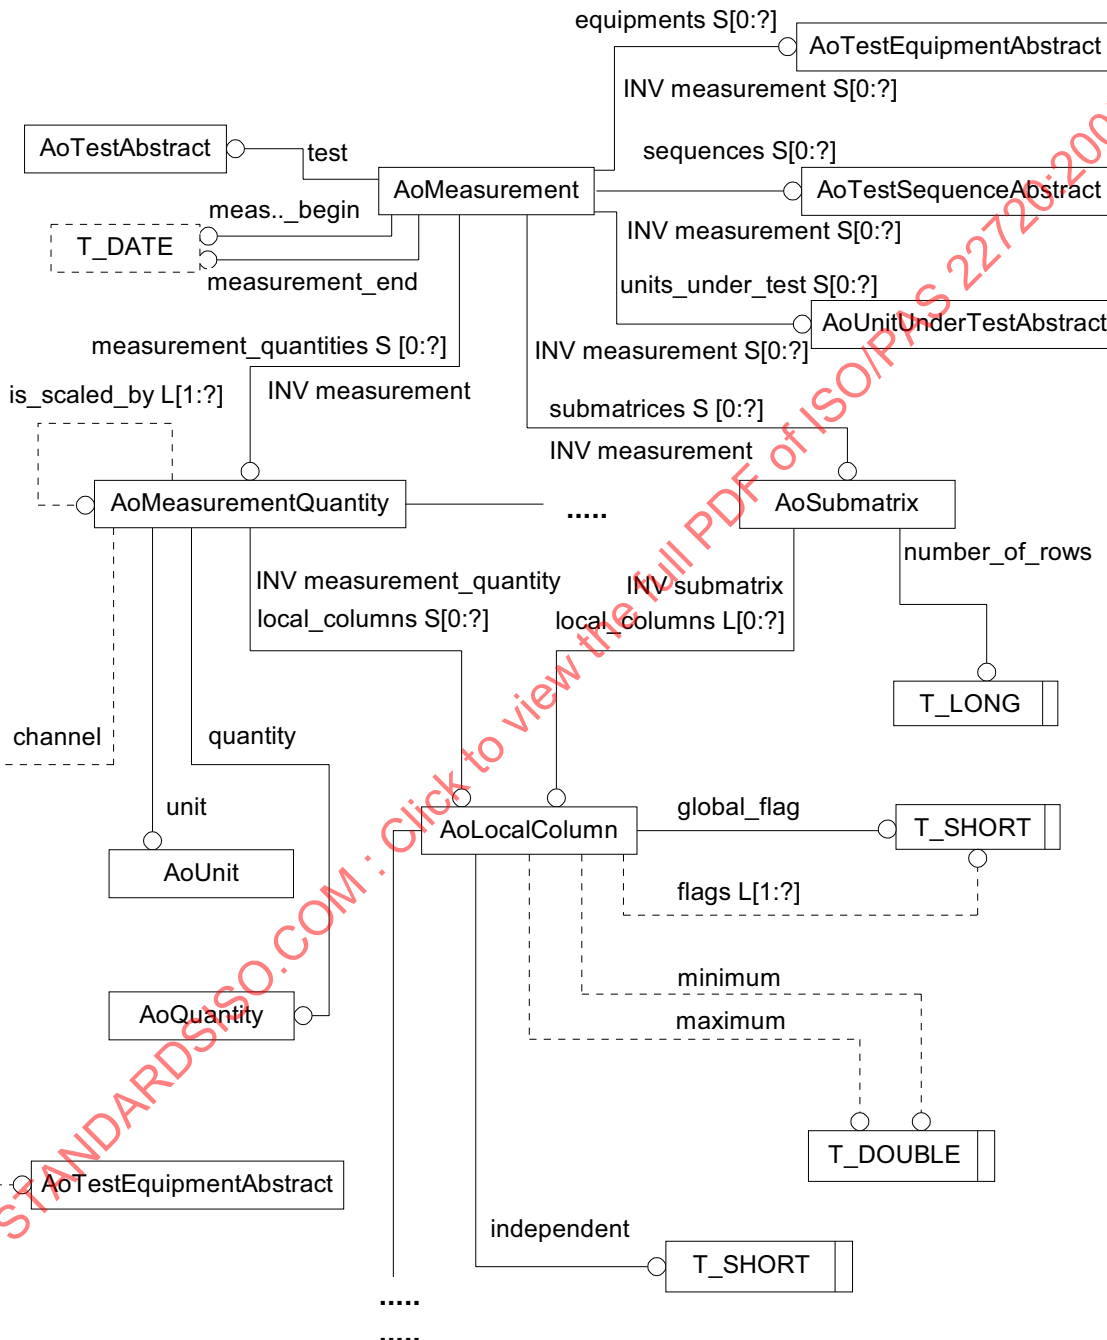 equipments S[0:?]
AoTestEquipmentAbstract
INV measurement S[0:?]
AoTestAbstract
test
sequences S[0:?]
AoMeasurement
AoTestSequenceAbstract
meas.._begin
INV measurement S[0:?]
T_DATE
measurement_end
units_under_test S[0:?]
AoUnitUnderTestAbstract
measurement_quantities S [0:?]
INV measurement S[0:?]
is_scaled_by L[1:?]
INV measurement
submatrices S [0:?]
INV measurement
AoMeasurementQuantity
.....
AoSubmatrix
number_of_rows
INV measurement_quantity
INV submatrix
local_columns S[0:?]
local_columns L[0:?]
T_LONG
channel
quantity
unit
global_flag
AoLocalColumn
T_SHORT
AoUnit
flags L[1:?]
minimum
AoQuantity
maximum
T_DOUBLE
AoTestEquipmentAbstract
independent
T_SHORT
.....
.....
STANDARDSISO.COM : Click to view the full PDF of ISO/PAS 22720:200